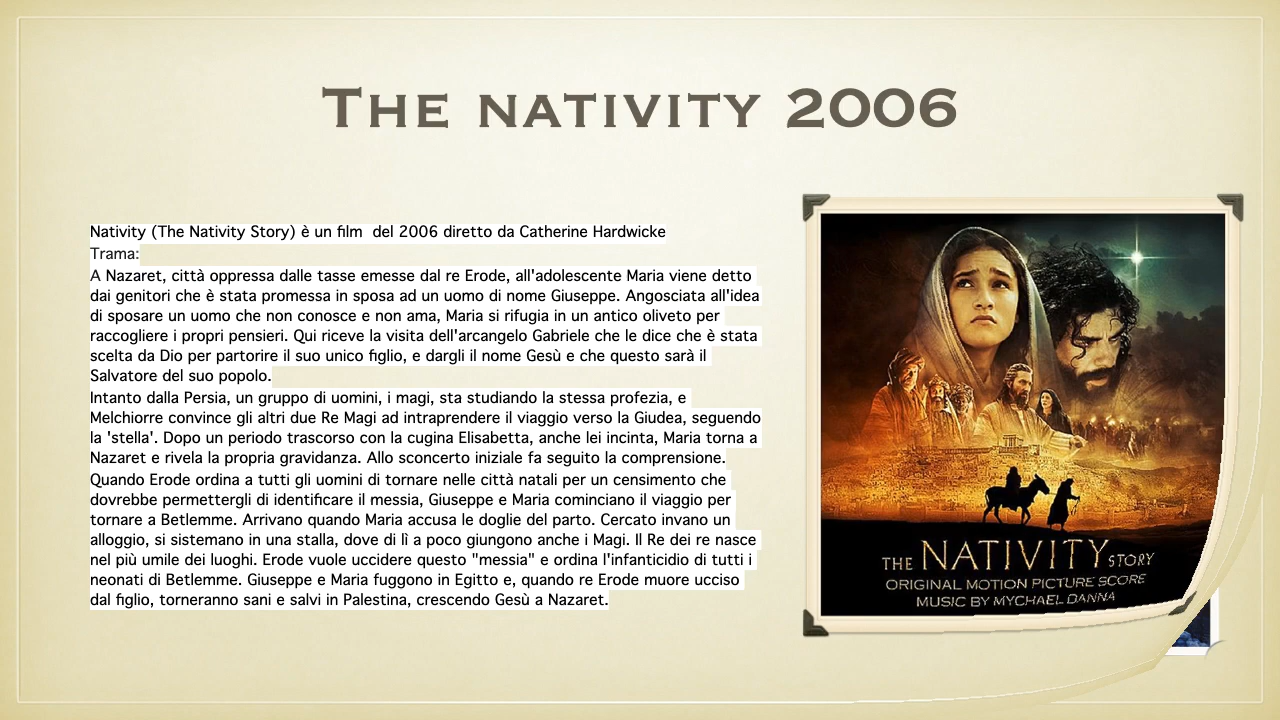 The nativity 2006
Nativity (The Nativity Story) è un film  del 2006 diretto da Catherine Hardwicke
Trama:
A Nazaret, città oppressa dalle tasse emesse dal re Erode, all'adolescente Maria viene detto
dai genitori che è stata promessa in sposa ad un uomo di nome Giuseppe. Angosciata all'idea
di sposare un uomo che non conosce e non ama, Maria si rifugia in un antico oliveto per
raccogliere i propri pensieri. Qui riceve la visita dell'arcangelo Gabriele che le dice che è stata
scelta da Dio per partorire il suo unico figlio, e dargli il nome Gesù e che questo sarà il
Salvatore del suo popolo.
Intanto dalla Persia, un gruppo di uomini, i magi, sta studiando la stessa profezia, e
Melchiorre convince gli altri due Re Magi ad intraprendere il viaggio verso la Giudea, seguendo
la 'stella'. Dopo un periodo trascorso con la cugina Elisabetta, anche lei incinta, Maria torna a
Nazaret e rivela la propria gravidanza. Allo sconcerto iniziale fa seguito la comprensione.
Quando Erode ordina a tutti gli uomini di tornare nelle città natali per un censimento che
dovrebbe permettergli di identificare il messia, Giuseppe e Maria cominciano il viaggio per
tornare a Betlemme. Arrivano quando Maria accusa le doglie del parto. Cercato invano un
alloggio, si sistemano in una stalla, dove di lì a poco giungono anche i Magi. Il Re dei re nasce
nel più umile dei luoghi. Erode vuole uccidere questo "messia" e ordina l'infanticidio di tutti i
neonati di Betlemme. Giuseppe e Maria fuggono in Egitto e, quando re Erode muore ucciso
dal figlio, torneranno sani e salvi in Palestina, crescendo Gesù a Nazaret.
THE NATIVITY STORY
ORIGINAL MOTION PICTURE SCORE
MUSIC BY MYCHAEL DANNA